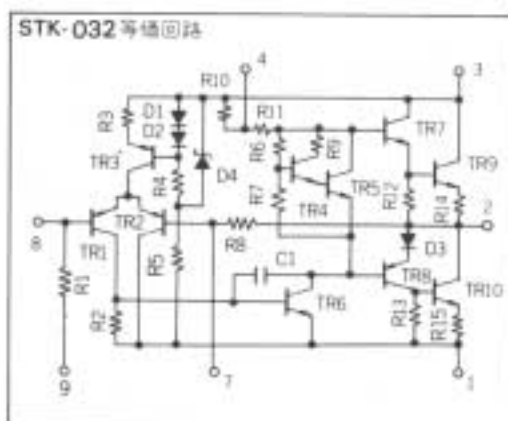 STK-032等価回路
4
3
R10
R3
D1
R11
D2
R6
R9
TR7
TR3
R4
D4
TR5
TR9
R7
TR4
R12
R14
2
8
TR2
R8
TR1
D3
R5
C1
TR8
R1
TR6
TR10
R2
R13
R15
9
7
1